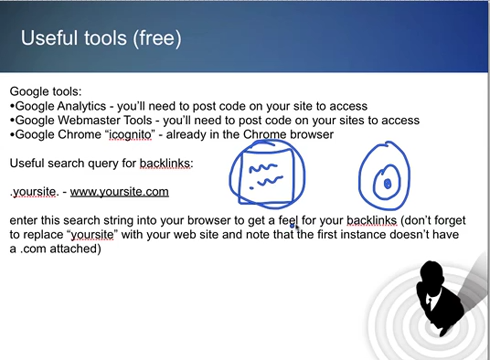 Useful tools (free)
Google tools:
•Google Analytics - you'll need to post code on your site to access
•Google Webmaster Tools - you'll need to post code on your sites to access
•Google Chrome “icognito” - already in the Chrome browser
Useful search query for backlinks:
.yoursite. - www.yoursite.com
enter this search string into your browser to get a feel for your backlinks (don't forget
to replace “yoursite” with your web site and note that the first instance doesn't have
a .com attached)